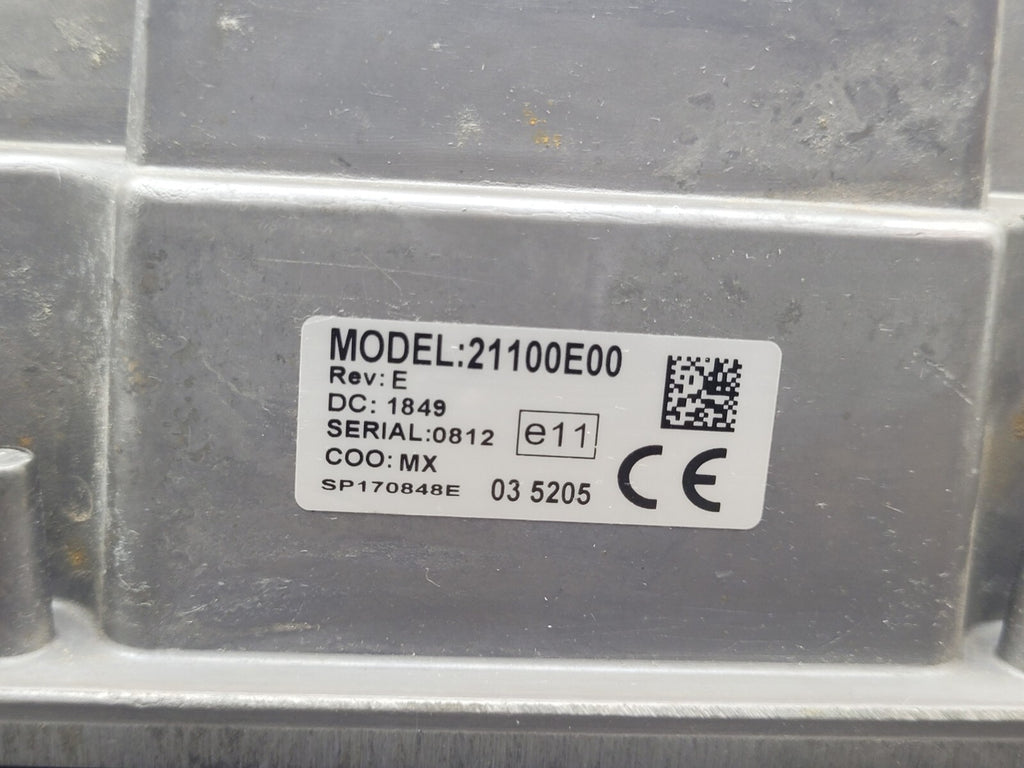 MODEL:21100E00
Rev: E
DC: 1849
SERIAL:0812
e11
COO: MX
SP170848E
03 5205
CE